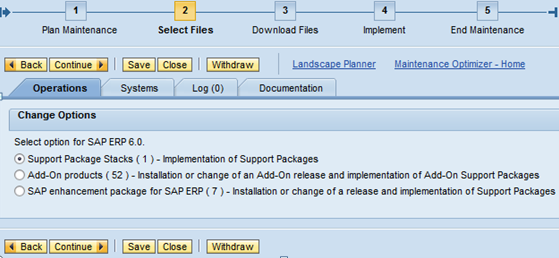 1 2 3 4 5
Plan Maintenance Select Files Download Files Implement End Maintenance
Back Continue Save Close Withdraw Landscape Planner Maintenance Optimizer - Home
Operations Systems Log (0) Documentation
Change Options
Select option for SAP ERP 6.0.
Support Package Stacks ( 1 ) - Implementation of Support Packages
Add-On products ( 52 ) - Installation or change of an Add-On release and implementation of Add-On Support Packages
SAP enhancement package for SAP ERP ( 7 ) - Installation or change of a release and implementation of Support Packages
Back Continue Save Close Withdraw